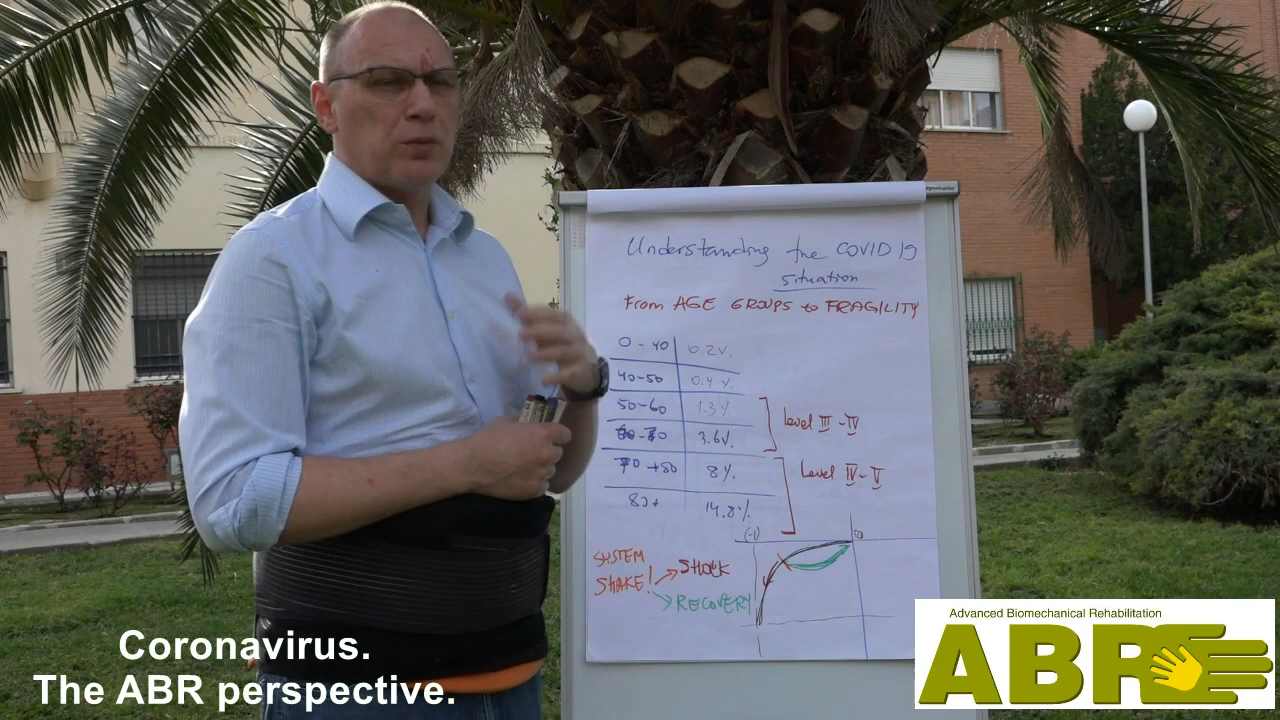 Understanding the COVID 19
situation
From AGE GROUPS to FRAGILITY
0-40 0.2%
40-50 0.4%
50-60 1.3%
3.6%
Level III-IV
8%
Level IV-V
80+ 14.8%
(-1) 0
SYSTEM SHAKE! SHOCK
RECOVERY
Coronavirus.
The ABR perspective.
Advanced Biomechanical Rehabilitation
ABR